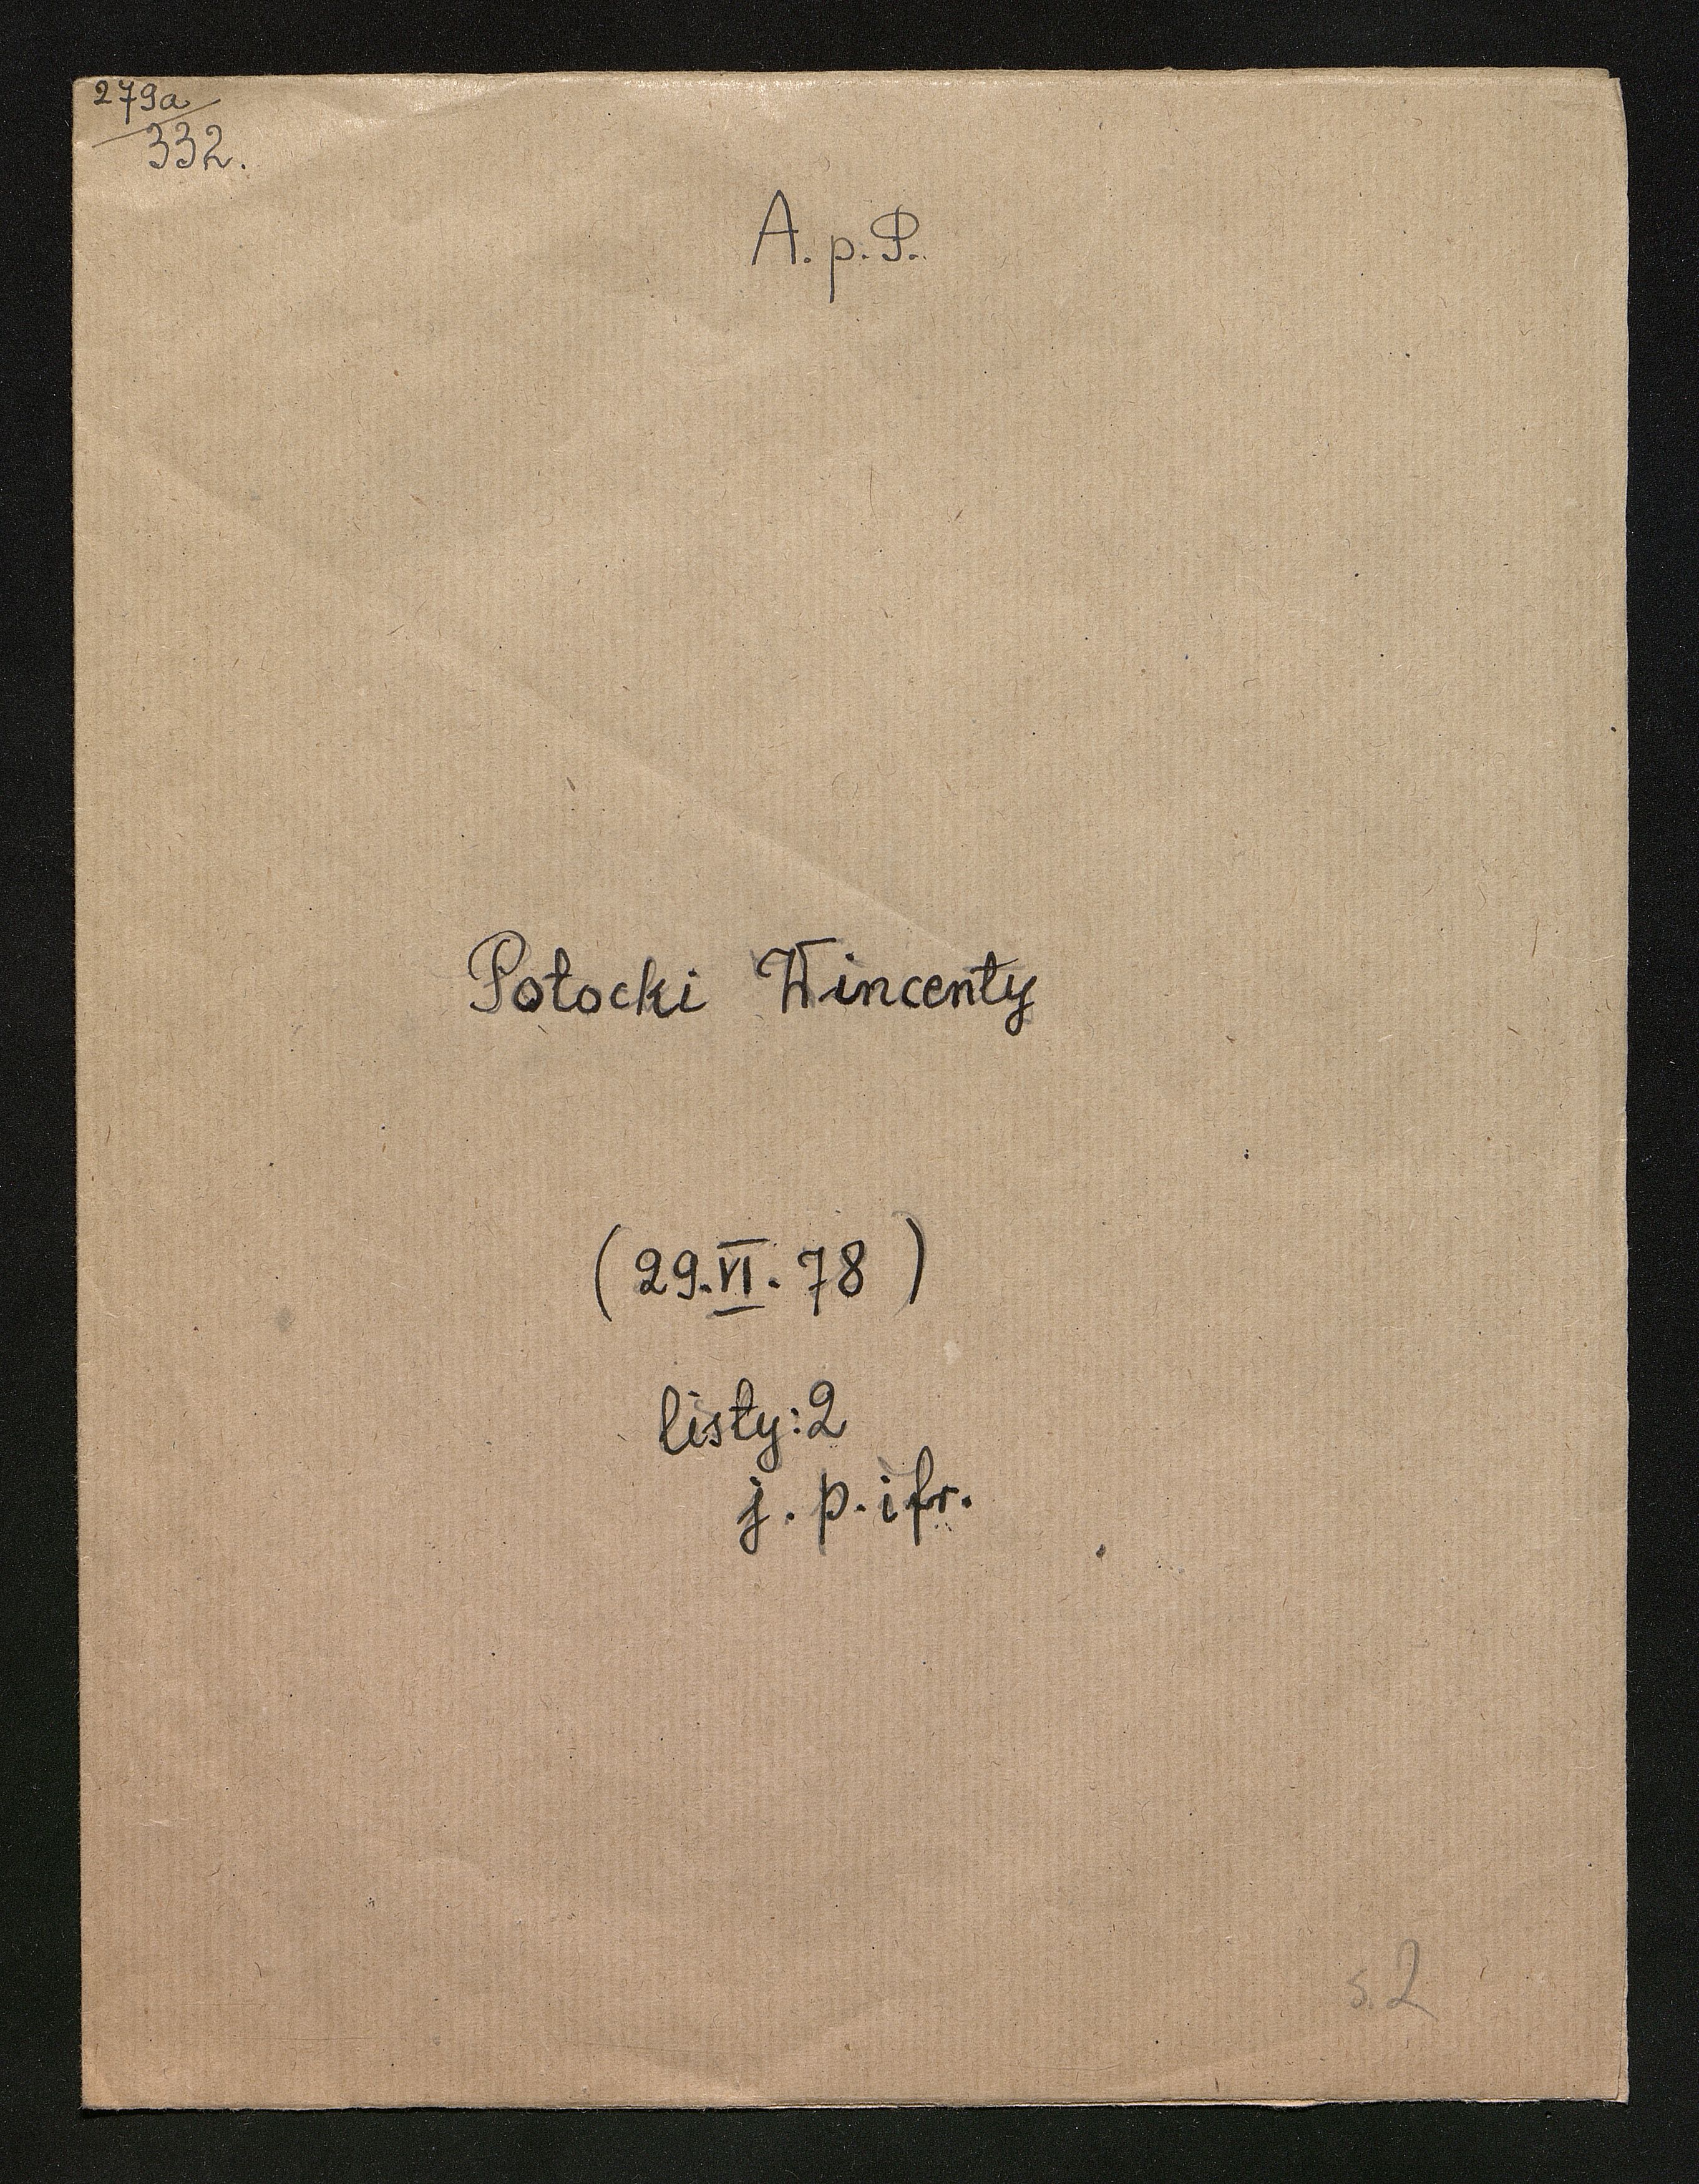 279a
332.
A. p. P.
Potocki Wincenty
(29.VI.78)
listy: 2
j. p. i fr.
s. 2